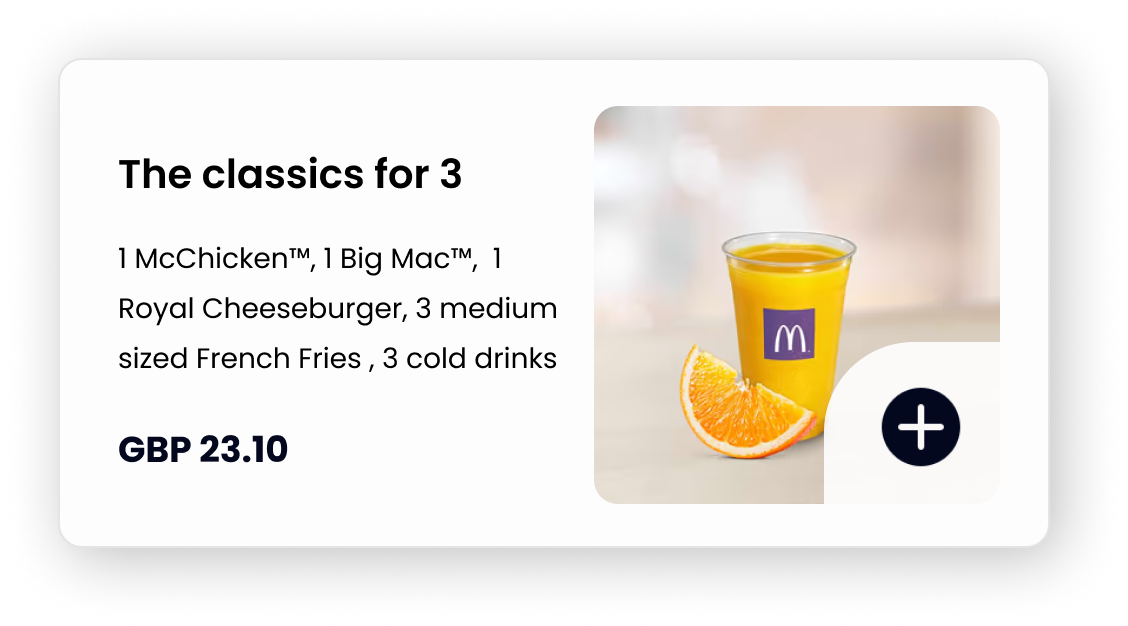 The classics for 3
1 McChicken™, 1 Big Mac™,  1
Royal Cheeseburger, 3 medium
sized French Fries , 3 cold drinks
GBP 23.10